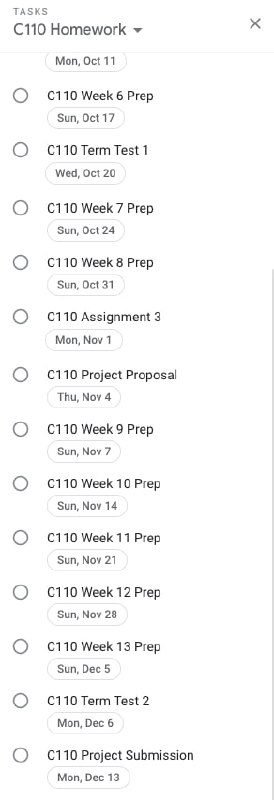 TASKS
C110 Homework
Mon, Oct 11
C110 Week 6 Prep
Sun, Oct 17
C110 Term Test 1
Wed, Oct 20
C110 Week 7 Prep
Sun, Oct 24
C110 Week 8 Prep
Sun, Oct 31
C110 Assignment 3
Mon, Nov 1
C110 Project Proposal
Thu, Nov 4
C110 Week 9 Prep
Sun, Nov 7
C110 Week 10 Prep
Sun, Nov 14
C110 Week 11 Prep
Sun, Nov 21
C110 Week 12 Prep
Sun, Nov 28
C110 Week 13 Prep
Sun, Dec 5
C110 Term Test 2
Mon, Dec 6
C110 Project Submission
Mon, Dec 13